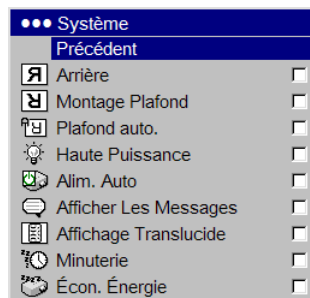 Système
Précédent
Arrière
Montage Plafond
Plafond auto.
Haute Puissance
Alim. Auto
Afficher Les Messages
Affichage Translucide
Minuterie
Écon. Énergie